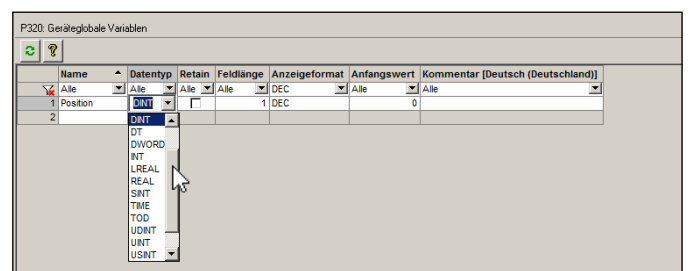 P320: Geräteglobale Variablen
Name Datentyp Retain Feldlänge Anzeigeformat Anfangswert Kommentar [Deutsch (Deutschland)]
Alle Alle Alle Alle DEC Alle Alle
1 Position DINT 1 DEC 0
2
DINT
DT
DWORD
INT
LREAL
REAL
SINT
TIME
TOD
UDINT
UINT
USINT